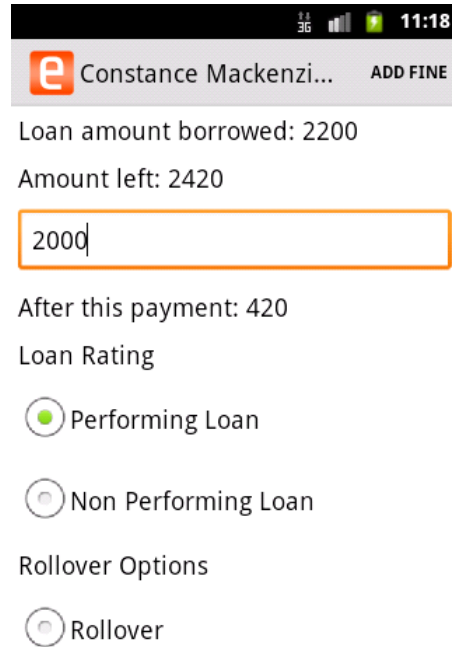 3G 11:18
e Constance Mackenzi... ADD FINE
Loan amount borrowed: 2200
Amount left: 2420
2000
After this payment: 420
Loan Rating
Performing Loan
Non Performing Loan
Rollover Options
Rollover